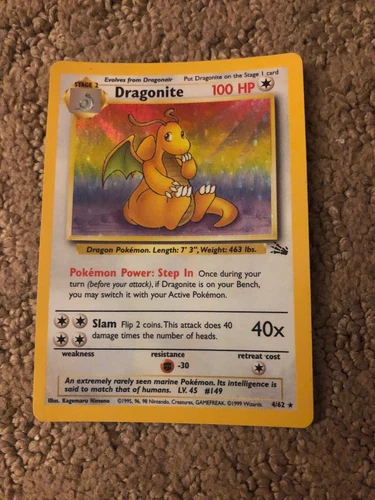 Evolves from Dragonair Put Dragonite on the Stage 1 card
STAGE 2
Dragonite 100 HP
Dragon Pokémon. Length: 7' 3", Weight: 463 lbs.
Pokémon Power: Step In Once during your
turn (before your attack), if Dragonite is on your Bench,
you may switch it with your Active Pokémon.
Slam Flip 2 coins. This attack does 40
damage times the number of heads.
40x
weakness resistance retreat cost
-30
An extremely rarely seen marine Pokémon. Its intelligence is
said to match that of humans. LV. 45 #149
Illus. Kagemaru Himeno ©1995, 96, 98 Nintendo, Creatures, GAMEFREAK. ©1999 Wizards. 4/62 ★